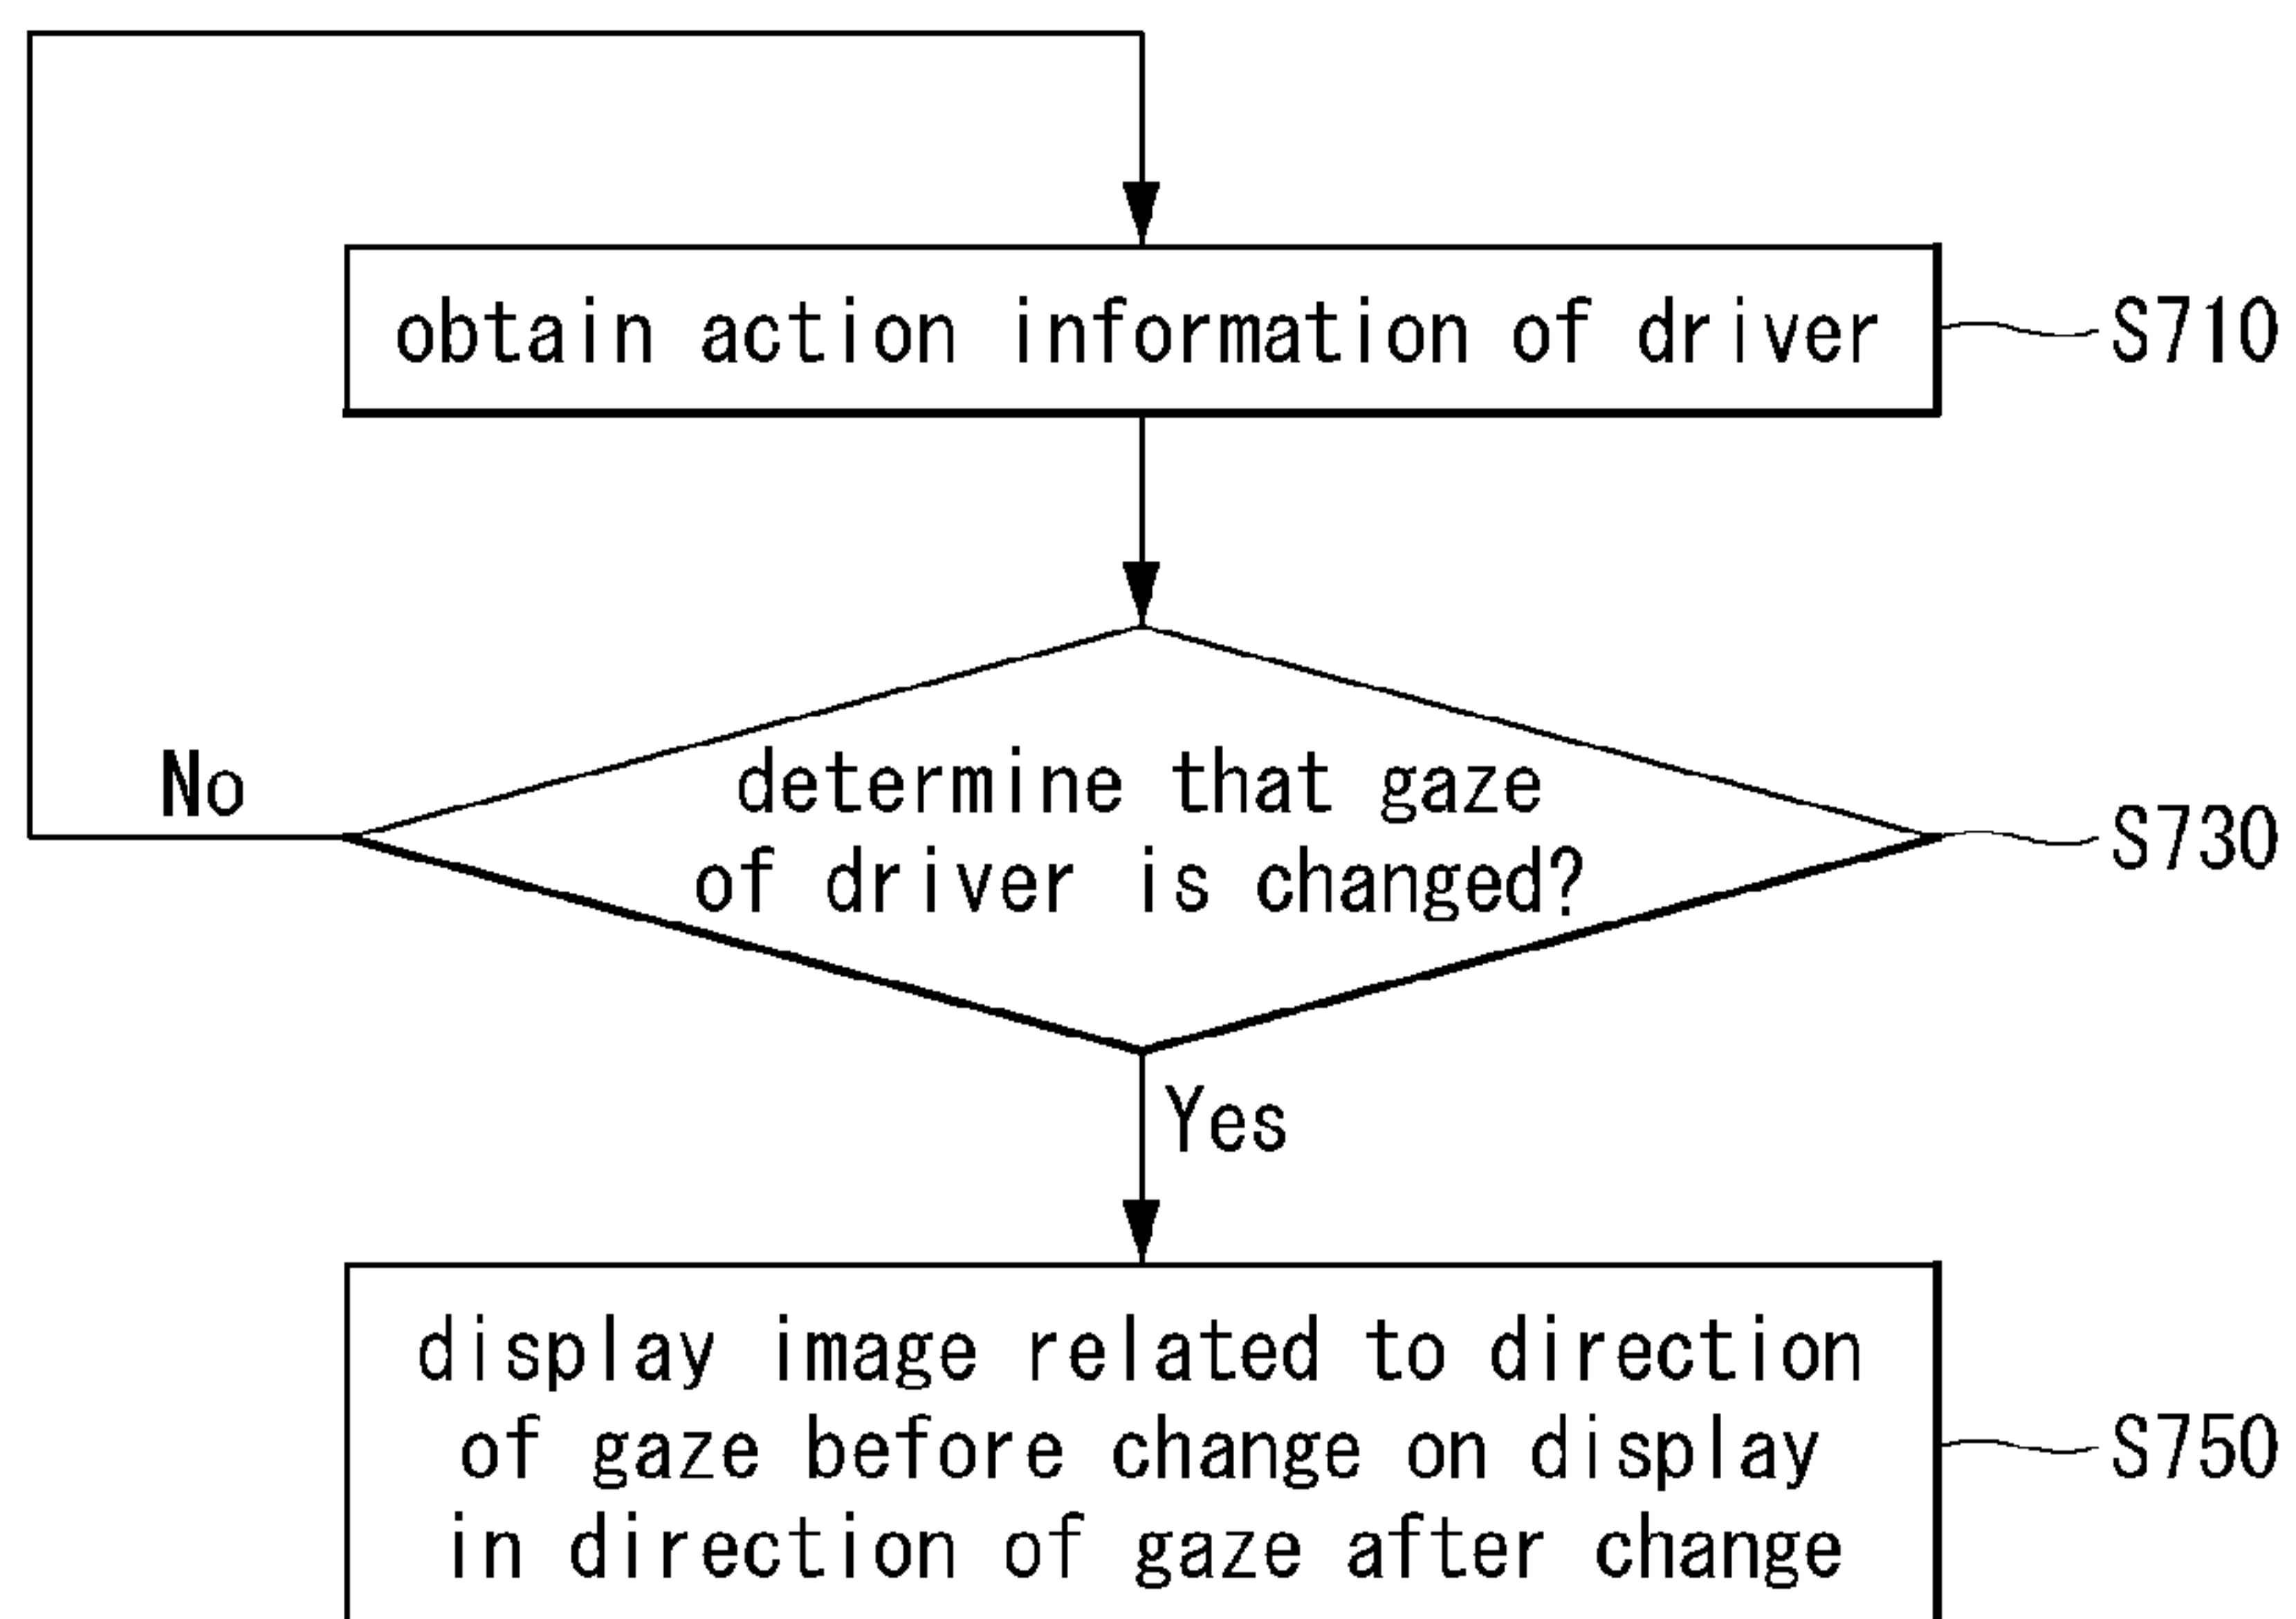 obtain action information of driver
S710
determine that gaze
of driver is changed?
S730
No
Yes
display image related to direction
of gaze before change on display
in direction of gaze after change
S750